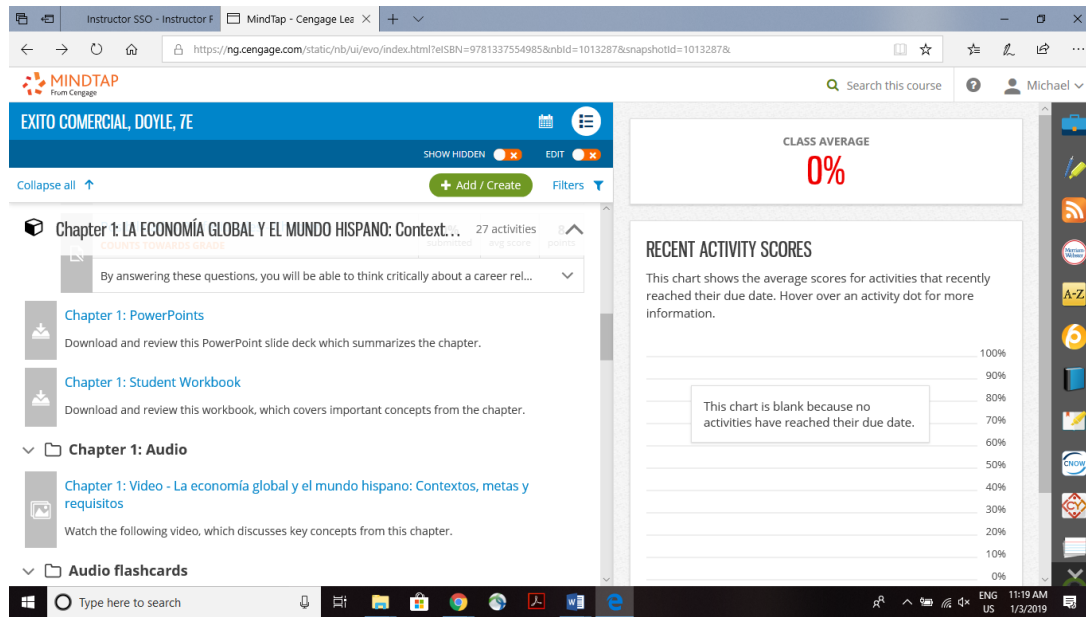 Instructor SSO - Instructor F
MindTap - Cengage Lea
https://ng.cengage.com/static/nb/ui/evo/index.html?eISBN=9781337554985&nbId=1013287&snapshotId=1013287&
MINDTAP
From Cengage
Search this course
Michael
EXITO COMERCIAL, DOYLE, 7E
SHOW HIDDEN
EDIT
Collapse all
+ Add / Create
Filters
Chapter 1: LA ECONOMÍA GLOBAL Y EL MUNDO HISPANO: Context...
27 activities
COUNTS TOWARDS GRADE
submitted
avg score
points
By answering these questions, you will be able to think critically about a career rel...
Chapter 1: PowerPoints
Download and review this PowerPoint slide deck which summarizes the chapter.
Chapter 1: Student Workbook
Download and review this workbook, which covers important concepts from the chapter.
Chapter 1: Audio
Chapter 1: Video - La economía global y el mundo hispano: Contextos, metas y
requisitos
Watch the following video, which discusses key concepts from this chapter.
Audio flashcards
CLASS AVERAGE
0%
RECENT ACTIVITY SCORES
This chart shows the average scores for activities that recently
reached their due date. Hover over an activity dot for more
information.
100%
90%
80%
This chart is blank because no
activities have reached their due date.
70%
60%
50%
40%
30%
20%
10%
0%
A-Z
CNOW
Type here to search
ENG
US
11:19 AM
1/3/2019